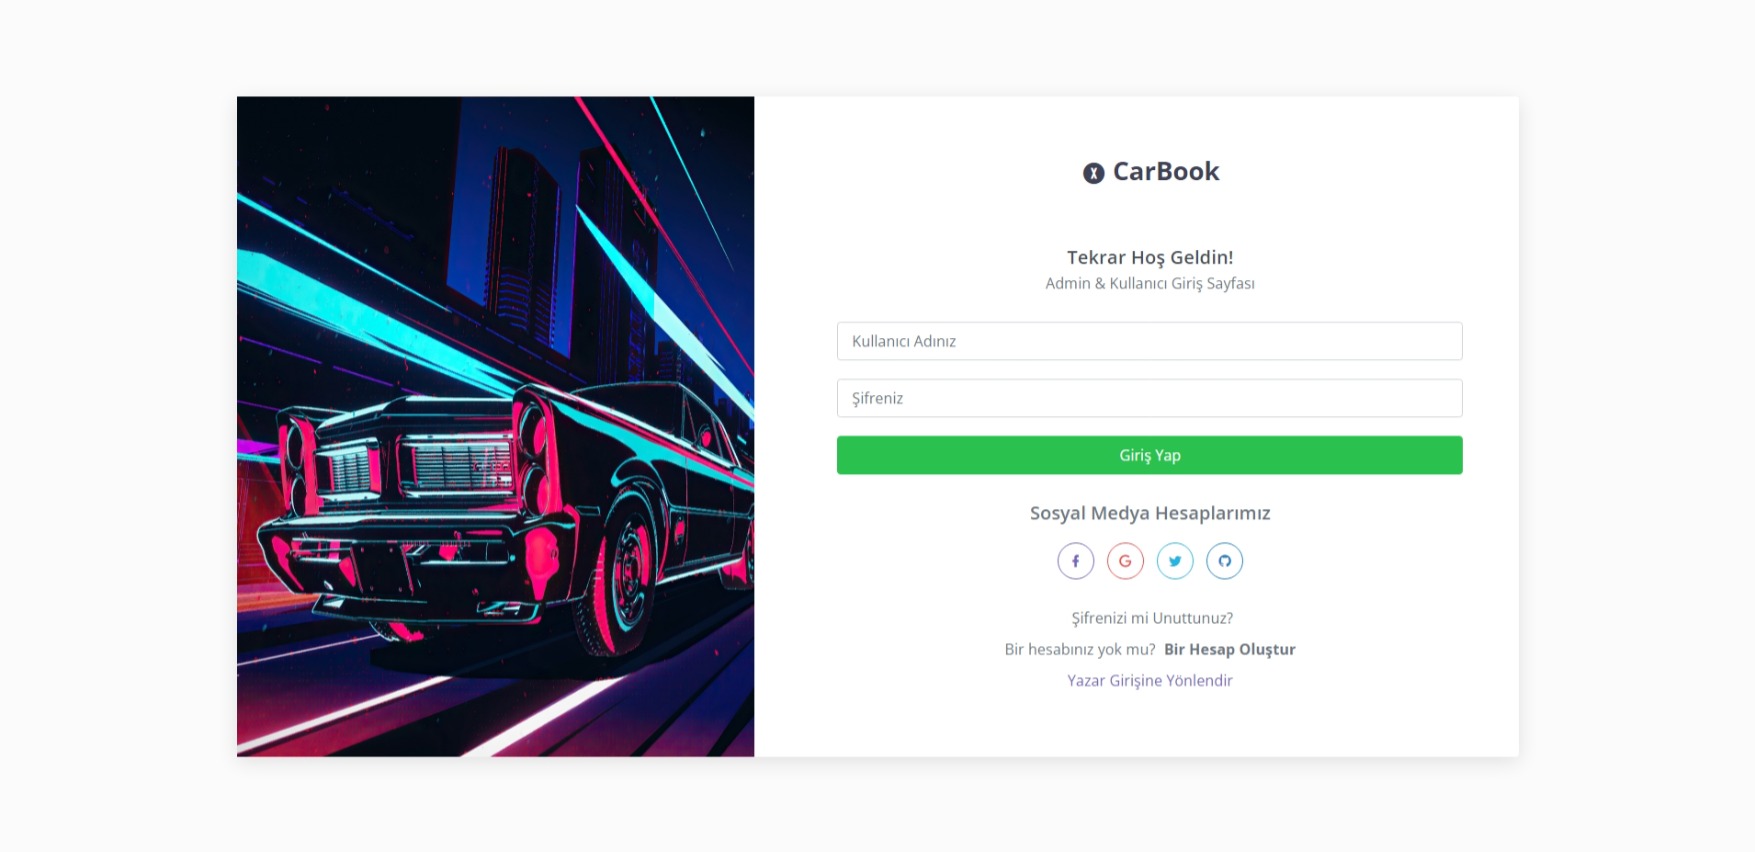 CarBook
Tekrar Hoş Geldin!
Admin & Kullanıcı Giriş Sayfası
Kullanıcı Adınız
Şifreniz
Giriş Yap
Sosyal Medya Hesaplarımız
Şifrenizi mi Unuttunuz?
Bir hesabınız yok mu? Bir Hesap Oluştur
Yazar Girişine Yönlendir